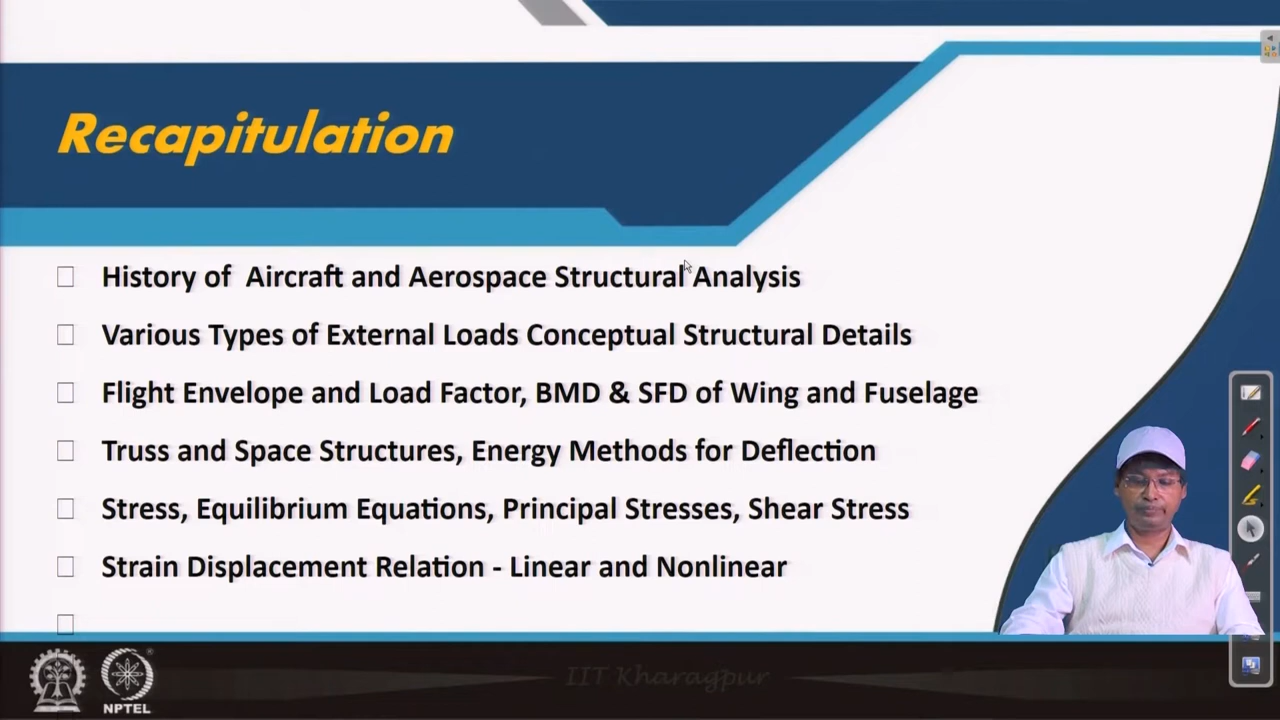 Recapitulation
History of Aircraft and Aerospace Structural Analysis
Various Types of External Loads Conceptual Structural Details
Flight Envelope and Load Factor, BMD & SFD of Wing and Fuselage
Truss and Space Structures, Energy Methods for Deflection
Stress, Equilibrium Equations, Principal Stresses, Shear Stress
Strain Displacement Relation - Linear and Nonlinear
IIT Kharagpur
NPTEL